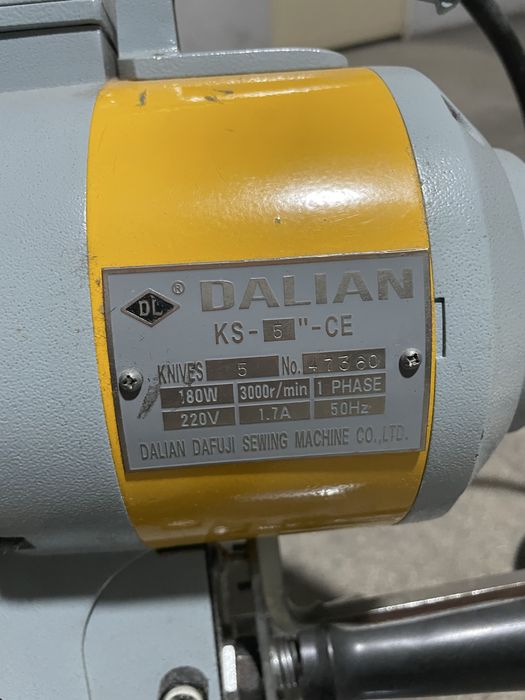 DL ® DALIAN
KS-5"-CE
KNIVES 5 No. 47360
180W 3000r/min 1 PHASE
220V 1.7A 50Hz
DALIAN DAFUJI SEWING MACHINE CO.,LTD.